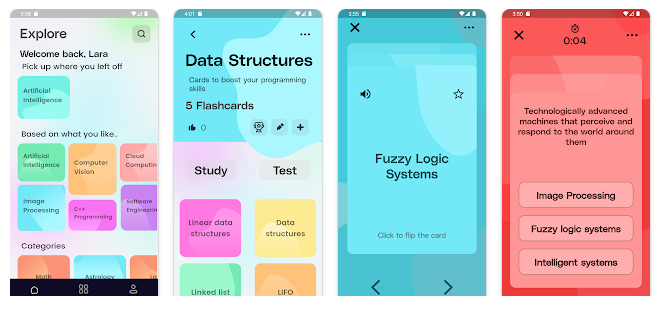 3:36
Explore
Welcome back, Lara
Pick up where you left off
Artificial
Intelligence
Based on what you like..
Artificial
Intelligence
Computer
Vision
Cloud
Computin
Image
Processing
C++
Programming
Software
Engineerin
Categories
Math
Astrology
4:01
Data Structures
Cards to boost your programming
skills
5 Flashcards
0
Study
Test
Linear data
structures
Data
structures
Linked list
LIFO
3:55
Fuzzy Logic
Systems
Click to flip the card
3:50
0:04
Technologically advanced
machines that perceive and
respond to the world around
them
Image Processing
Fuzzy logic systems
Intelligent systems